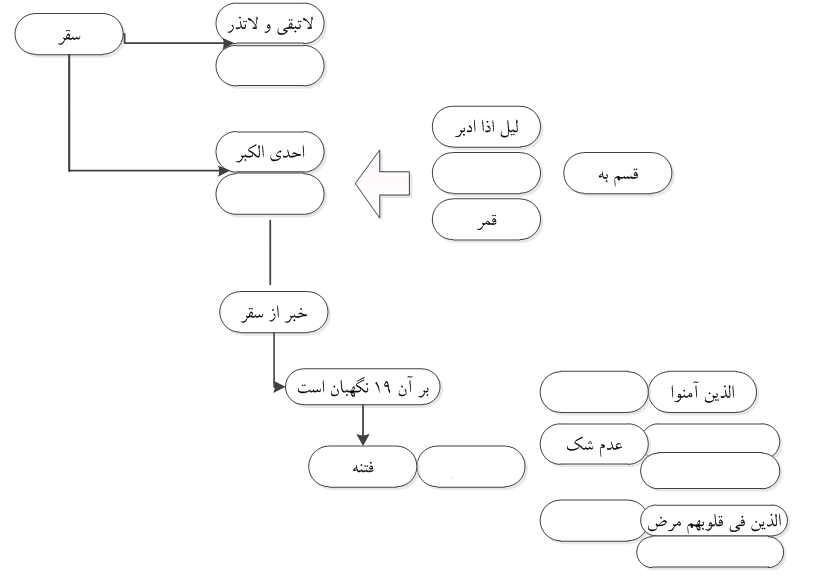 سقر
لاتبقی و لاتذر
لیل اذا ادبر
احدی الکبر
قسم به
قمر
خبر از سقر
بر آن ۱۹ نگهبان است
الذین آمنوا
عدم شک
فتنه
الذین فی قلوبهم مرض